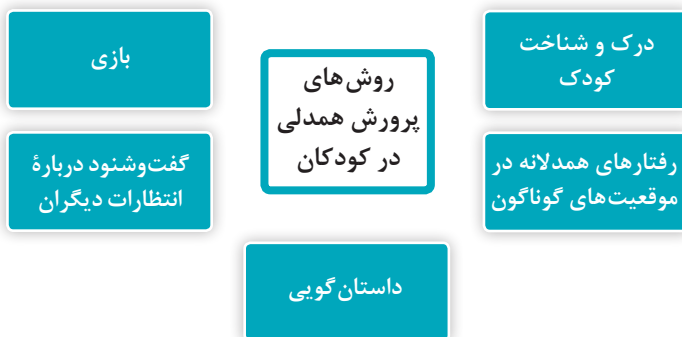 روش‌های
پرورش همدلی
در کودکان
درک و شناخت
کودک
بازی
رفتارهای همدلانه در
موقعیت‌های گوناگون
گفت‌وشنود دربارهٔ
انتظارات دیگران
داستان‌گویی